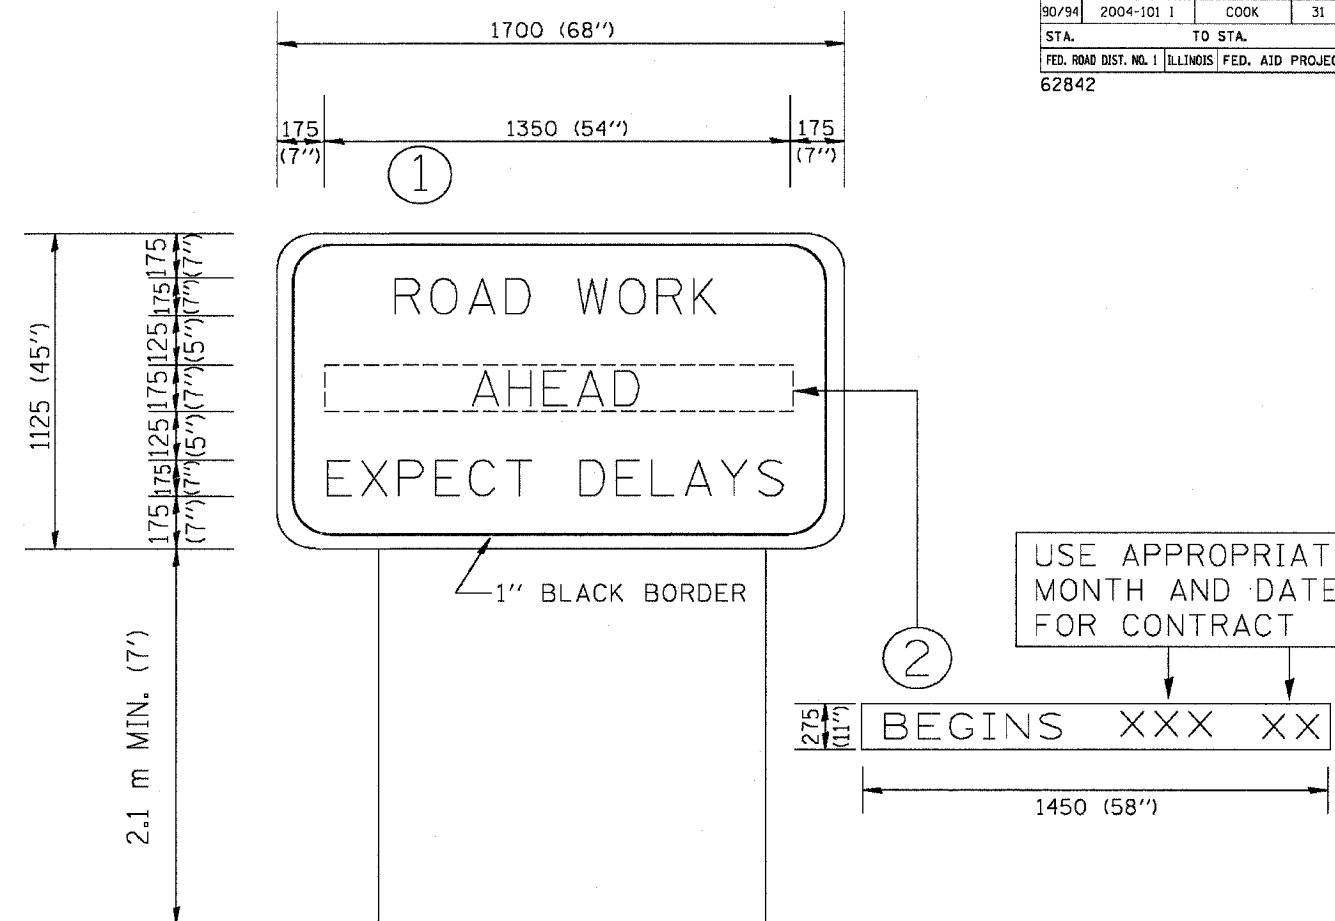 90/94 2004-101 I COOK 31
STA. TO STA.
FED. ROAD DIST. NO. 1 ILLINOIS FED. AID PROJEC
62842
1700 (68'')
175 (7'')
1350 (54'')
175 (7'')
1
1125 (45'')
175 (7'')
175 (7'')
125 (5'')
175 (7'')
125 (5'')
175 (7'')
175 (7'')
ROAD WORK
AHEAD
EXPECT DELAYS
1'' BLACK BORDER
2.1 m MIN. (7')
USE APPROPRIAT
MONTH AND DATE
FOR CONTRACT
2
275 (11'')
BEGINS XXX XX
1450 (58'')